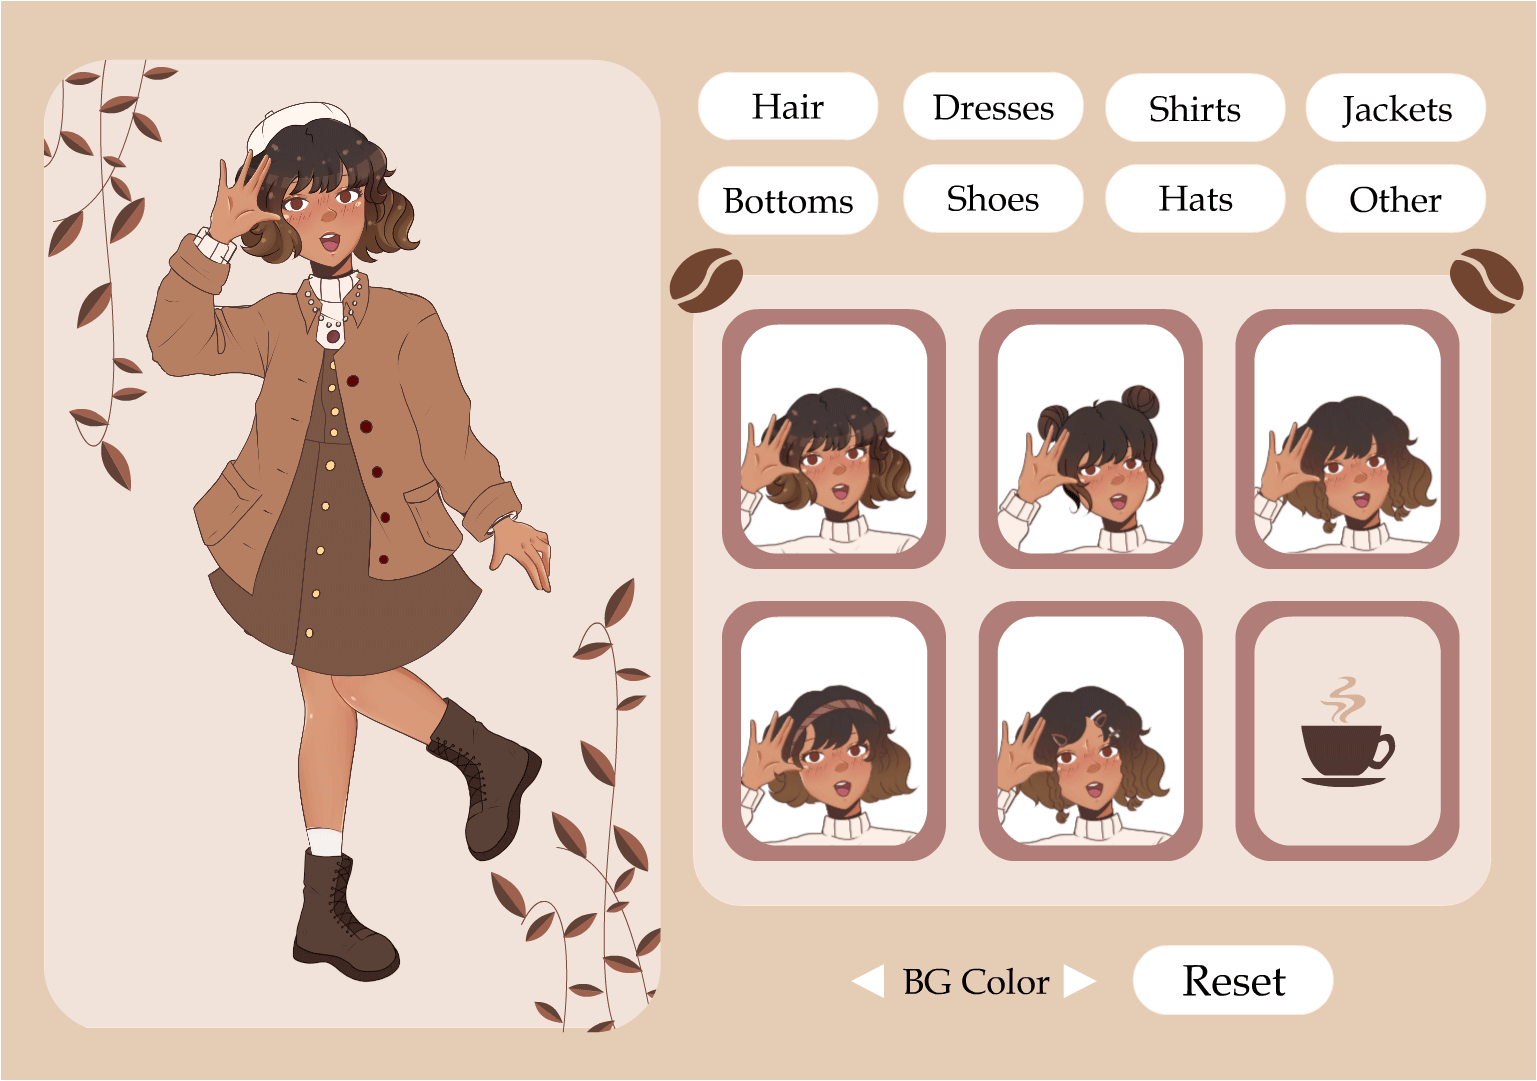 Hair
Dresses
Shirts
Jackets
Bottoms
Shoes
Hats
Other
BG Color
Reset